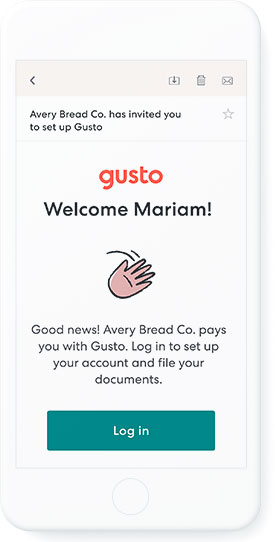 Avery Bread Co. has invited you
to set up Gusto
gusto
Welcome Mariam!
Good news! Avery Bread Co. pays
you with Gusto. Log in to set up
your account and file your
documents.
Log in